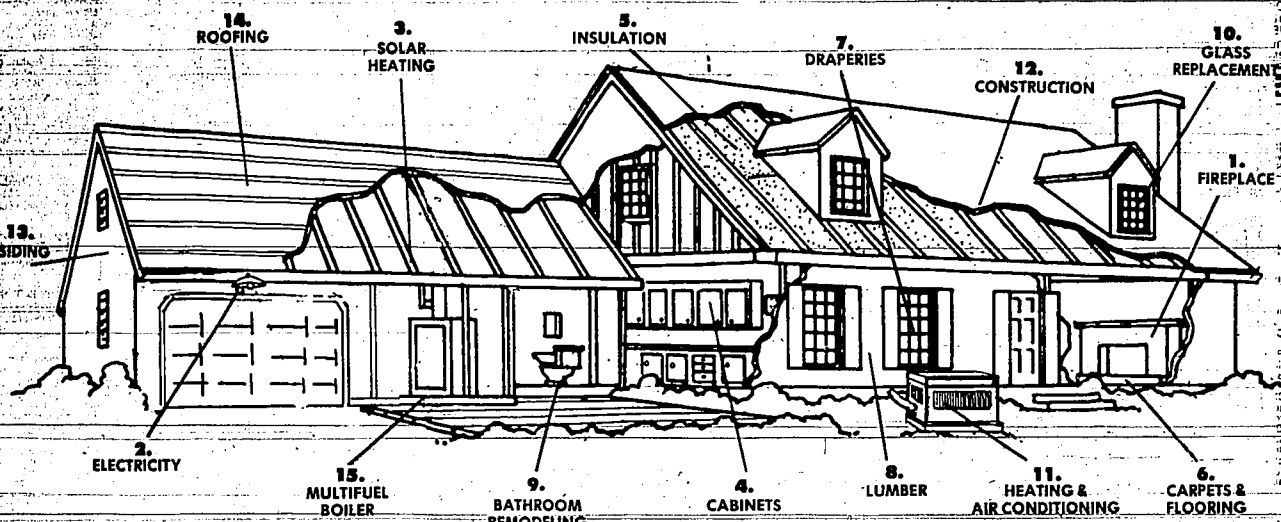 14.
ROOFING
3.
SOLAR
HEATING
5.
INSULATION
7.
DRAPERIES
12.
CONSTRUCTION
10.
GLASS
REPLACEMENT
1.
FIREPLACE
13.
SIDING
2.
ELECTRICITY
15.
MULTIFUEL
BOILER
9.
BATHROOM
REMODELING
4.
CABINETS
8.
LUMBER
11.
HEATING &
AIR CONDITIONING
6.
CARPETS &
FLOORING